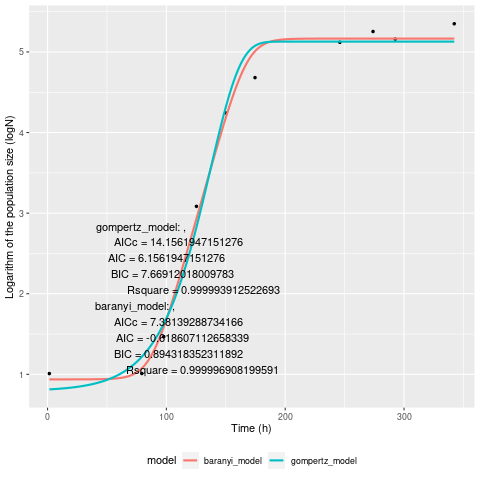 Logarithm of the population size (logN)
5
4
3
2
1
gompertz_model: ,
AICc = 14.1561947151276
AIC = 6.1561947151276
BIC = 7.66912018009783
Rsquare = 0.999993912522693
baranyi_model: ,
AICc = 7.38139288734166
AIC = -0.618607112658339
BIC = 0.894318352311892
Rsquare = 0.999996908199591
0 100 200 300
Time (h)
model baranyi_model gompertz_model